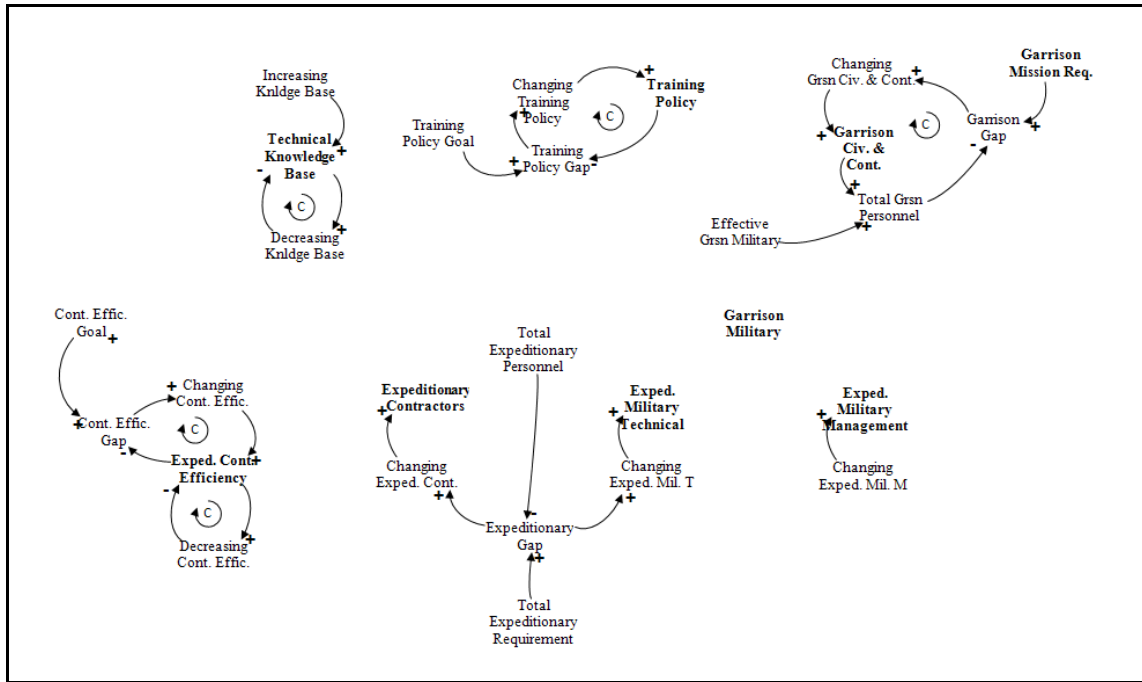 Increasing
Knldge Base
+
Technical
Knowledge
Base
-
C
+
Decreasing
Knldge Base
Changing
Training
Policy
+
+
Training
Policy
C
Training
Policy Goal
+
Training
Policy Gap
-
Changing
Grsn Civ. & Cont.
+
Garrison
Mission Req.
C
Garrison
Gap
+
-
+
Garrison
Civ. &
Cont.
+
Total Grsn
Personnel
+
Effective
Grsn Military
Cont. Effic.
Goal
+
+
Changing
Cont. Effic.
+
Cont. Effic.
Gap
-
C
Exped. Cont.
Efficiency
+
-
C
+
Decreasing
Cont. Effic.
Total
Expeditionary
Personnel
Expeditionary
Contractors
+
Changing
Exped. Cont.
+
Exped.
Military
Technical
+
Changing
Exped. Mil. T
+
-
Expeditionary
Gap
+
Total
Expeditionary
Requirement
Garrison
Military
Exped.
Military
Management
+
Changing
Exped. Mil. M